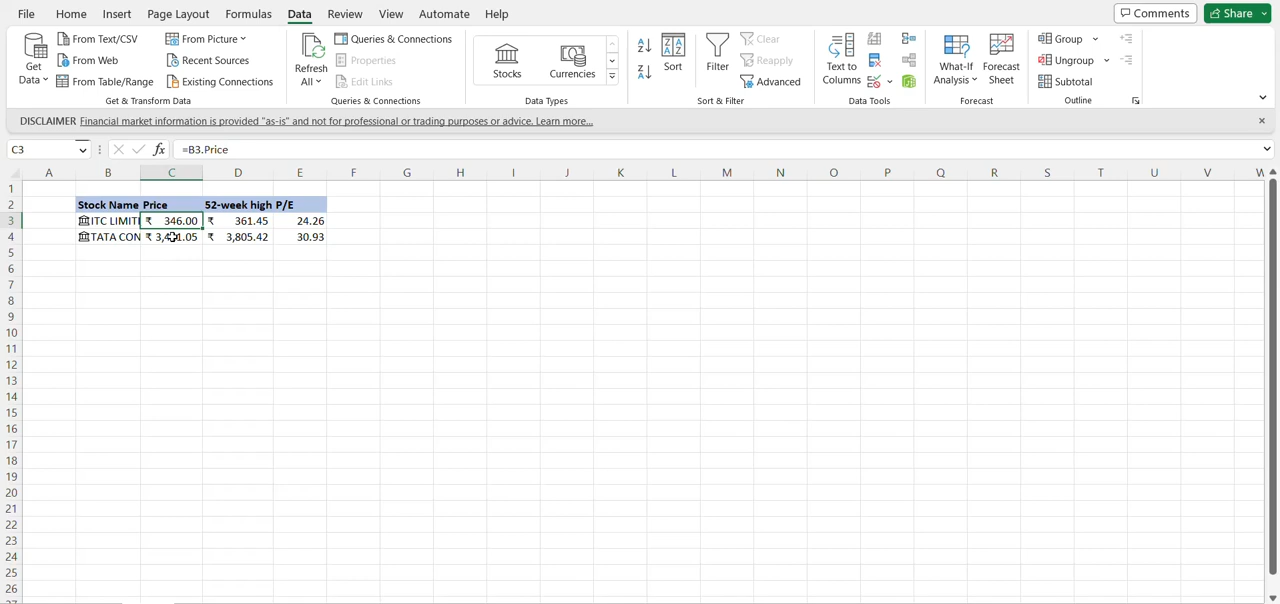 File Home Insert Page Layout Formulas Data Review View Automate Help Comments Share
Get Data From Text/CSV From Web From Table/Range From Picture Recent Sources Existing Connections
Get & Transform Data
Refresh All Queries & Connections Properties Edit Links
Queries & Connections
Stocks Currencies
Data Types
Sort Filter Clear Reapply Advanced
Sort & Filter
Text to Columns
Data Tools
What-If Analysis Forecast Sheet
Forecast
Group Ungroup Subtotal
Outline
DISCLAIMER Financial market information is provided "as-is" and not for professional or trading purposes or advice. Learn more...
C3 fx =B3.Price
A B C D E F G H I J K L M N O P Q R S T U V W
1
2 Stock Name Price 52-week high P/E
3 ITC LIMIT ₹ 346.00 ₹ 361.45 24.26
4 TATA CON ₹ ₹ 3,805.42 30.93
5
6
7
8
9
10
11
12
13
14
15
16
17
18
19
20
21
22
23
24
25
26